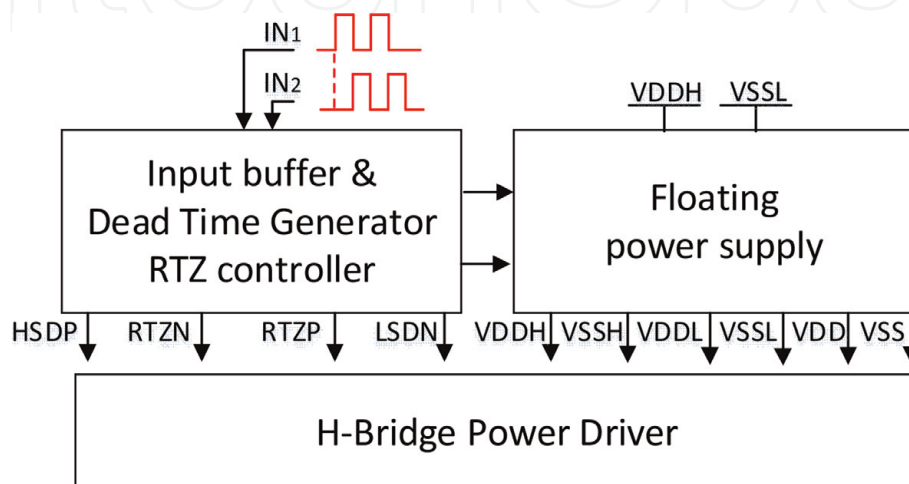 IN1
IN2
VDDH VSSL
Input buffer &
Dead Time Generator
RTZ controller
Floating
power supply
HSDP RTZN RTZP LSDN VDDH VSSH VDDL VSSL VDD VSS
H-Bridge Power Driver